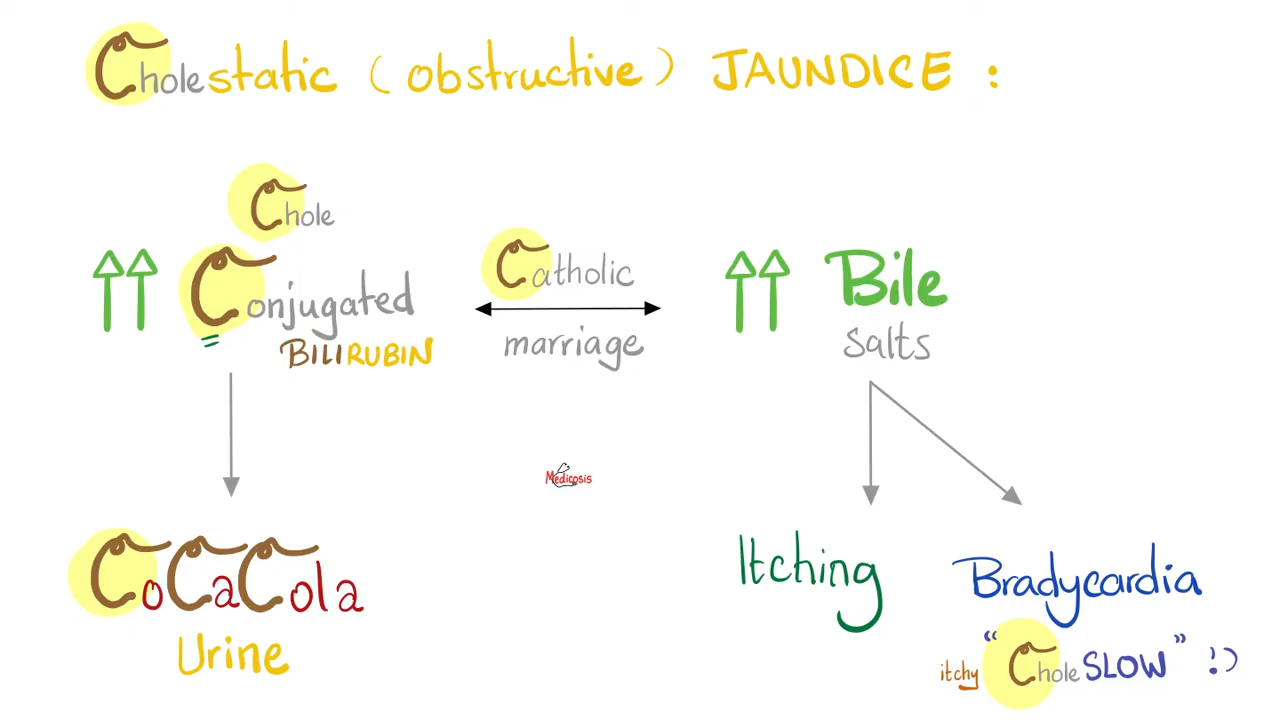 Cholestatic (obstructive) JAUNDICE :
Chole
Conjugated
BILIRUBIN
Catholic
marriage
Bile
salts
Medicosis
CoCaCola
Urine
Itching
Bradycardia
itchy "CholeSLOW" !:)